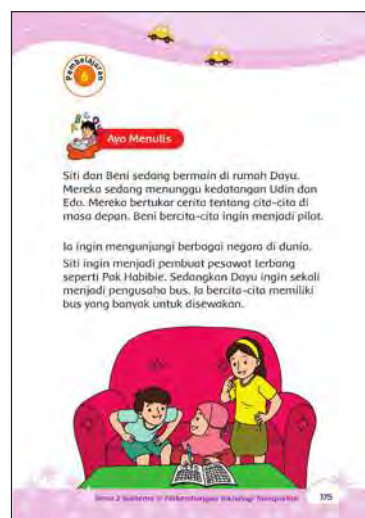 Pembelajaran
6
Ayo Menulis
Siti dan Beni sedang bermain di rumah Dayu.
Mereka sedang menunggu kedatangan Udin dan
Edo. Mereka bertukar cerita tentang cita-cita di
masa depan. Beni bercita-cita ingin menjadi pilot.
Ia ingin mengunjungi berbagai negara di dunia.
Siti ingin menjadi pembuat pesawat terbang
seperti Pak Habibie. Sedangkan Dayu ingin sekali
menjadi pengusaha bus. Ia bercita-cita memiliki
bus yang banyak untuk disewakan.
Tema 2 Subtema 3: Perkembangan Teknologi Transportasi
175